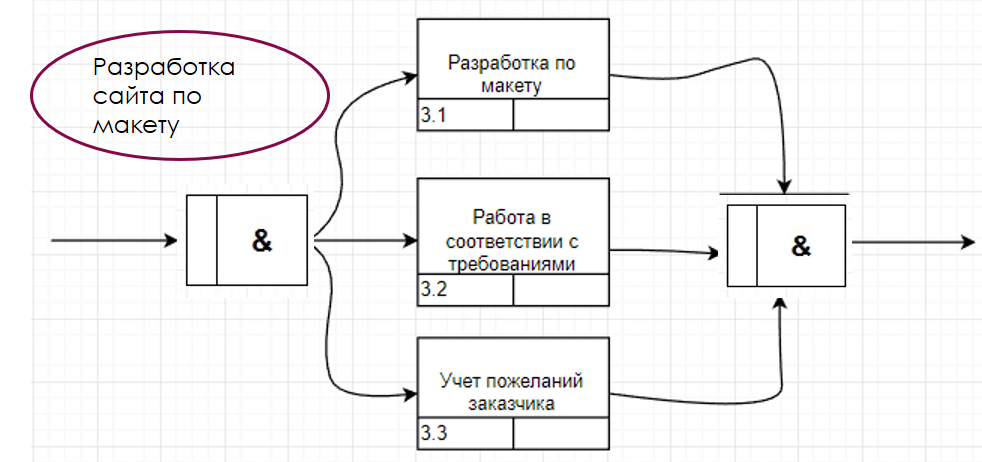 Разработка
сайта по
макету
&
Разработка по
макету
3.1
Работа в
соответствии с
требованиями
3.2
Учет пожеланий
заказчика
3.3
&